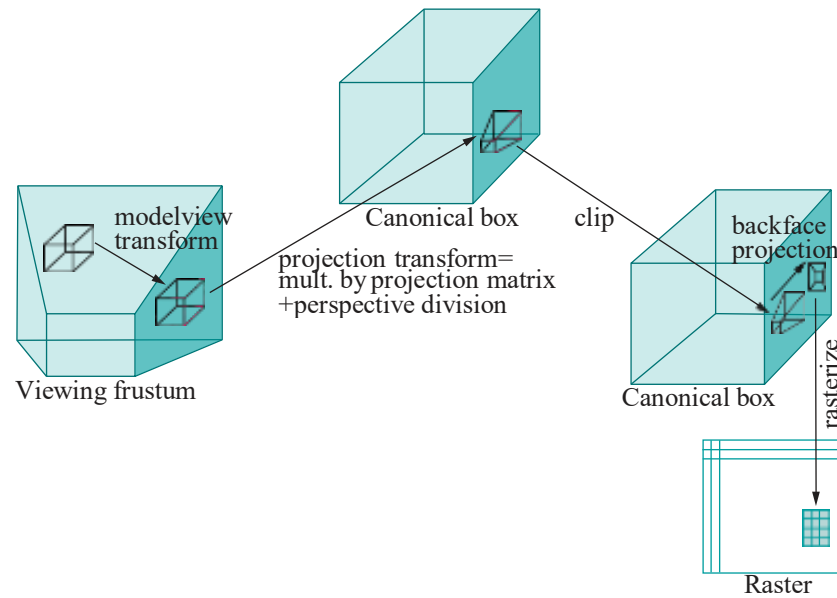 modelview
transform
Viewing frustum
Canonical box
projection transform=
mult. by projection matrix
+perspective division
clip
backface
projection
Canonical box
rasterize
Raster